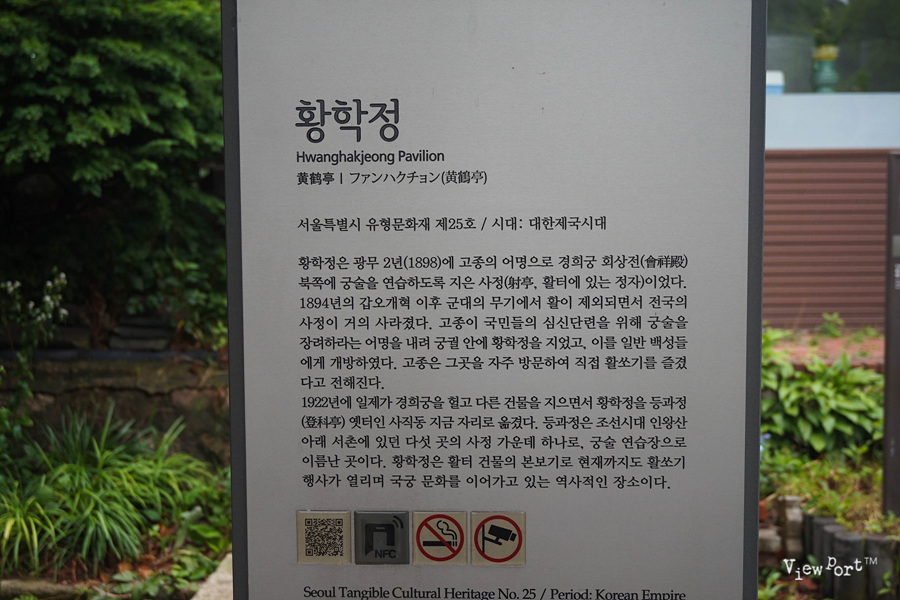 황학정
Hwanghakjeong Pavilion
黄鹤亭 | ファンハクチョン(黄鶴亭)
서울특별시 유형문화재 제25호 / 시대: 대한제국시대
황학정은 광무 2년(1898)에 고종의 어명으로 경희궁 회상전(會祥殿)
북쪽에 궁술을 연습하도록 지은 사정(射亭, 활터에 있는 정자)이었다.
1894년의 갑오개혁 이후 군대의 무기에서 활이 제외되면서 전국의
사정이 거의 사라졌다. 고종이 국민들의 심신단련을 위해 궁술을
장려하라는 어명을 내려 궁궐 안에 황학정을 지었고, 이를 일반 백성들
에게 개방하였다. 고종은 그곳을 자주 방문하여 직접 활쏘기를 즐겼
다고 전해진다.
1922년에 일제가 경희궁을 헐고 다른 건물을 지으면서 황학정을 등과정
(登科亭) 옛터인 사직동 지금 자리로 옮겼다. 등과정은 조선시대 인왕산
아래 서촌에 있던 다섯 곳의 사정 가운데 하나로, 궁술 연습장으로
이름난 곳이다. 황학정은 활터 건물의 본보기로 현재까지도 활쏘기
행사가 열리며 국궁 문화를 이어가고 있는 역사적인 장소이다.
NFC
Seoul Tangible Cultural Heritage No. 25 / Period: Korean Empire
ViewPort™